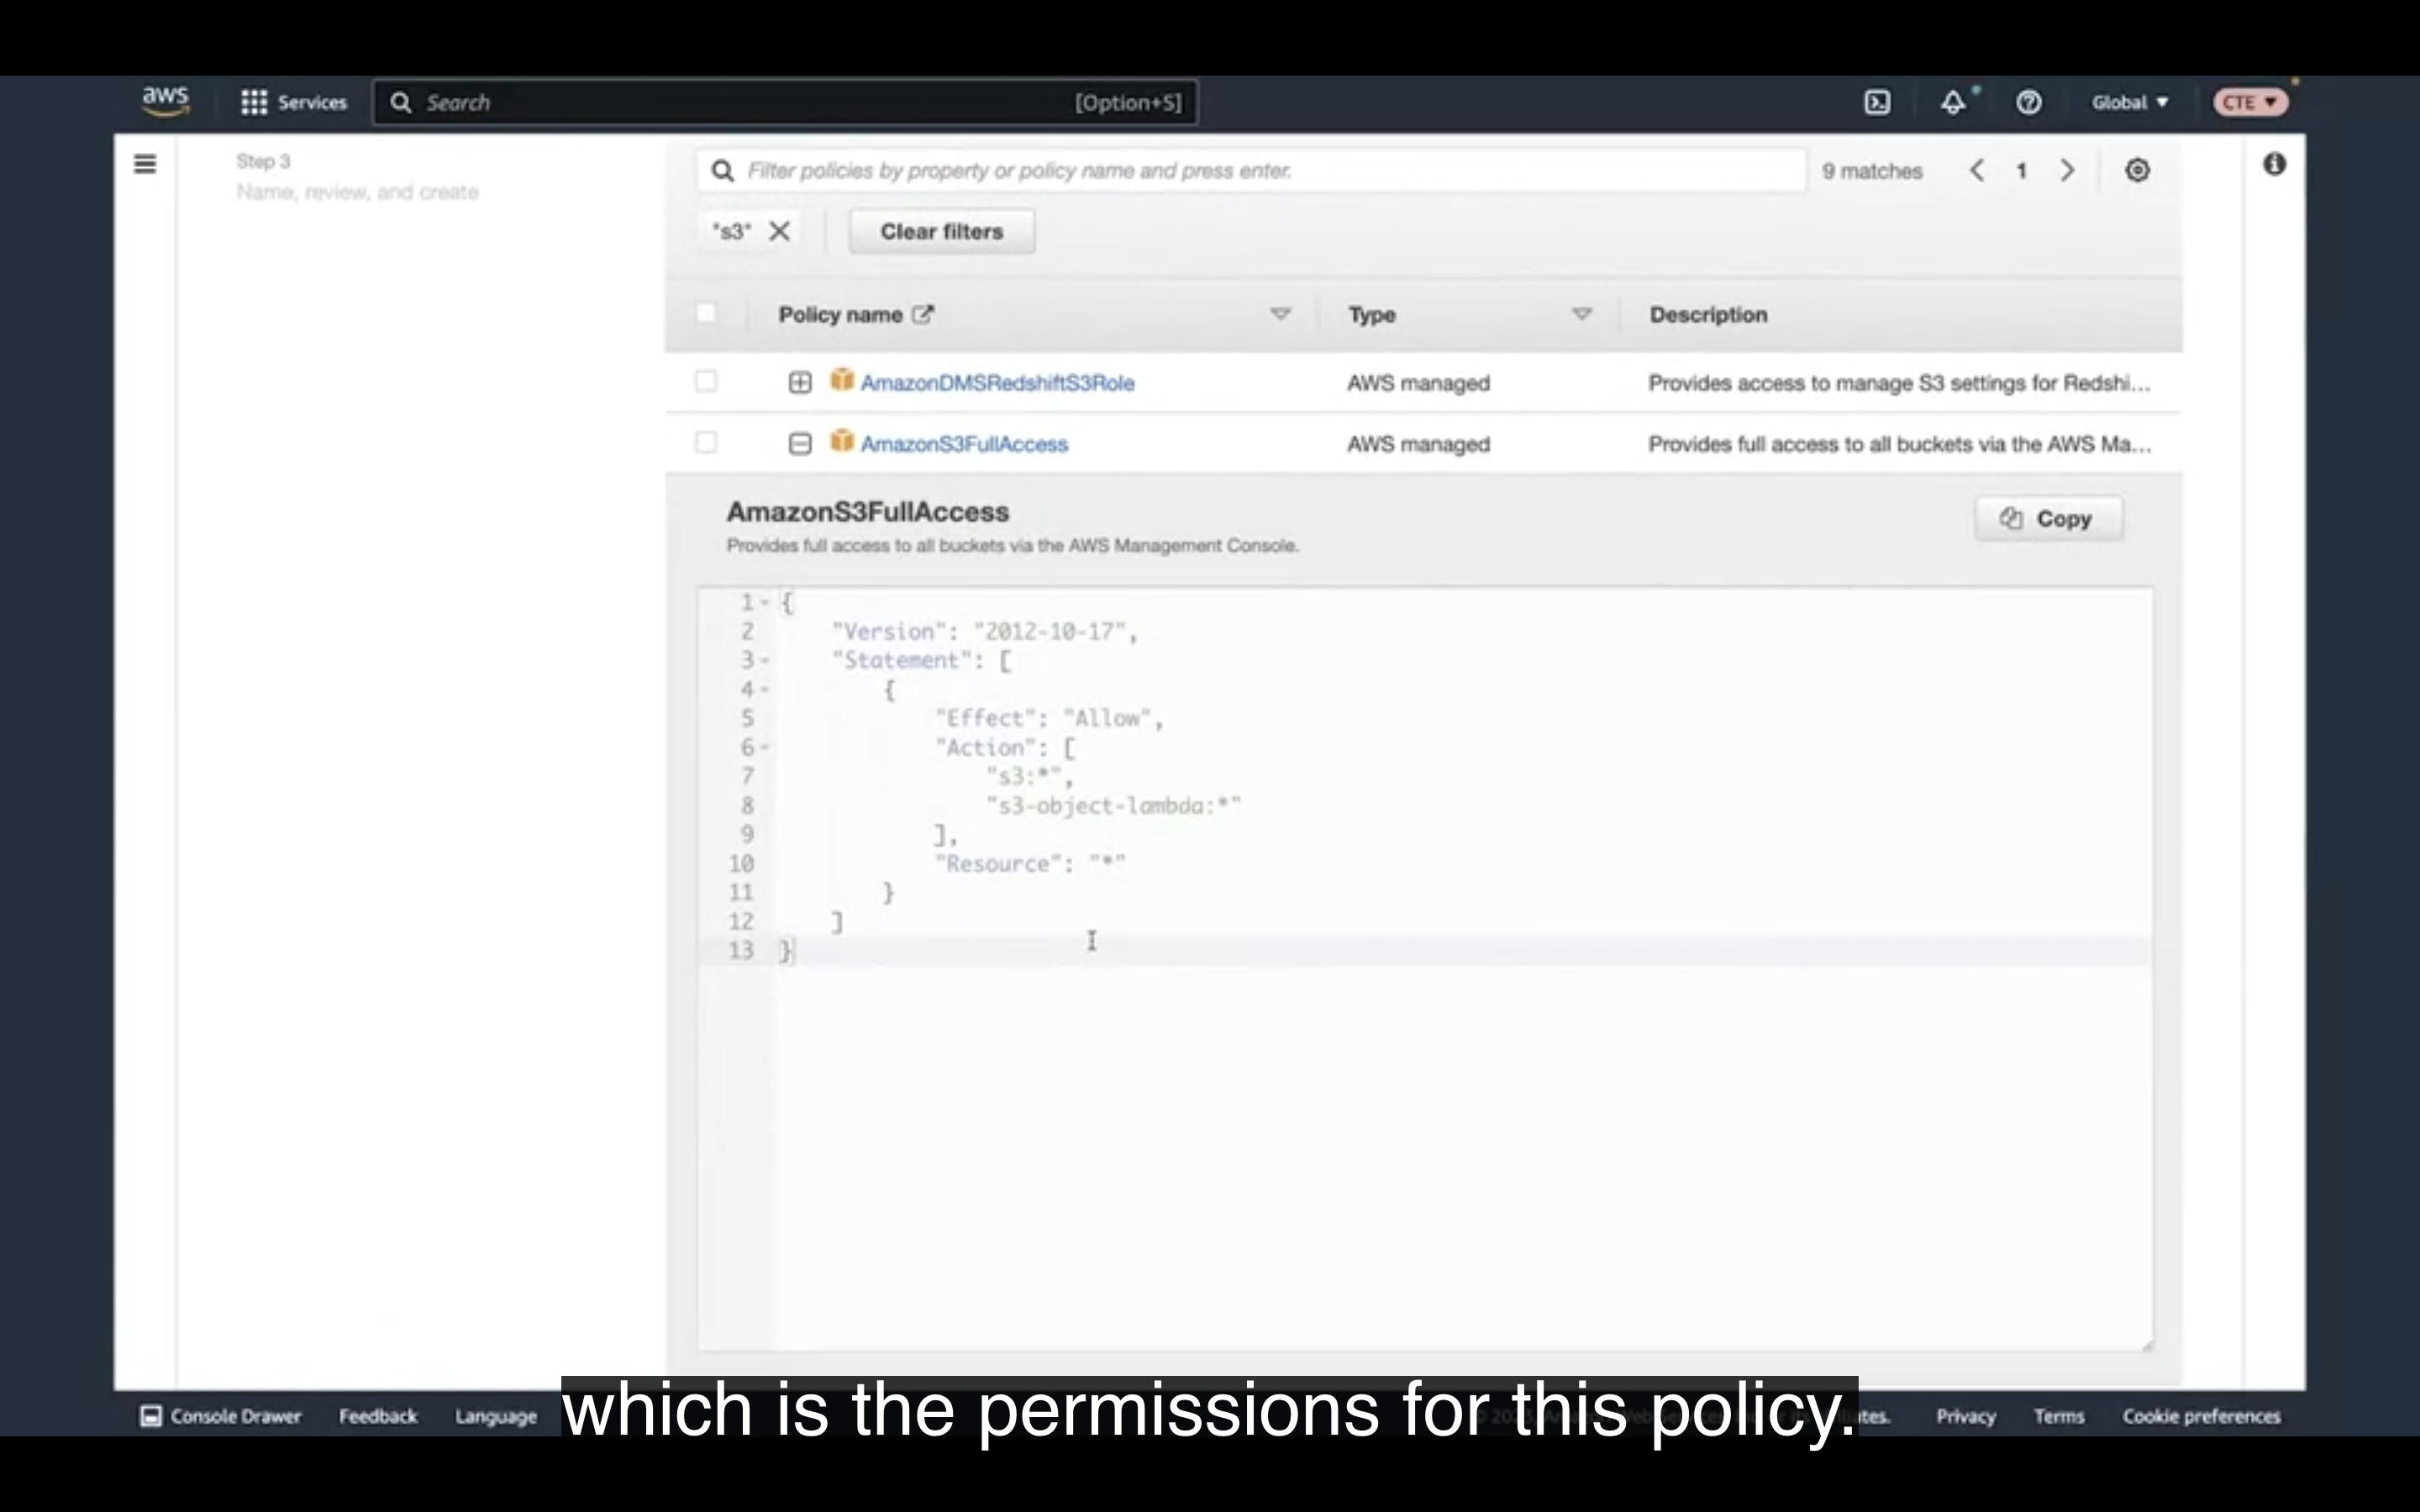 aws Services Search [Option+S] Global CTE
Step 3
Name, review, and create
Filter policies by property or policy name and press enter. 9 matches 1
"s3" Clear filters
Policy name Type Description
AmazonDMSRedshiftS3Role AWS managed Provides access to manage S3 settings for Redshi...
AmazonS3FullAccess AWS managed Provides full access to all buckets via the AWS Ma...
AmazonS3FullAccess Copy
Provides full access to all buckets via the AWS Management Console.
1 {
2 "Version": "2012-10-17",
3 "Statement": [
4 {
5 "Effect": "Allow",
6 "Action": [
7 "s3:*",
8 "s3-object-lambda:*"
9 ],
10 "Resource": "*"
11 }
12 ]
13 }
which is the permissions for this policy.
Console Drawer Feedback Language Privacy Terms Cookie preferences